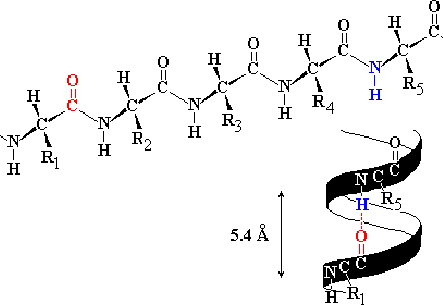 O
O H
O H C
O H C N
O H C N H R5
H C C N R4
C N H R3
N H R2
H R1
H
O
N C C
R5
H
5.4 Å O
N C C
H R1